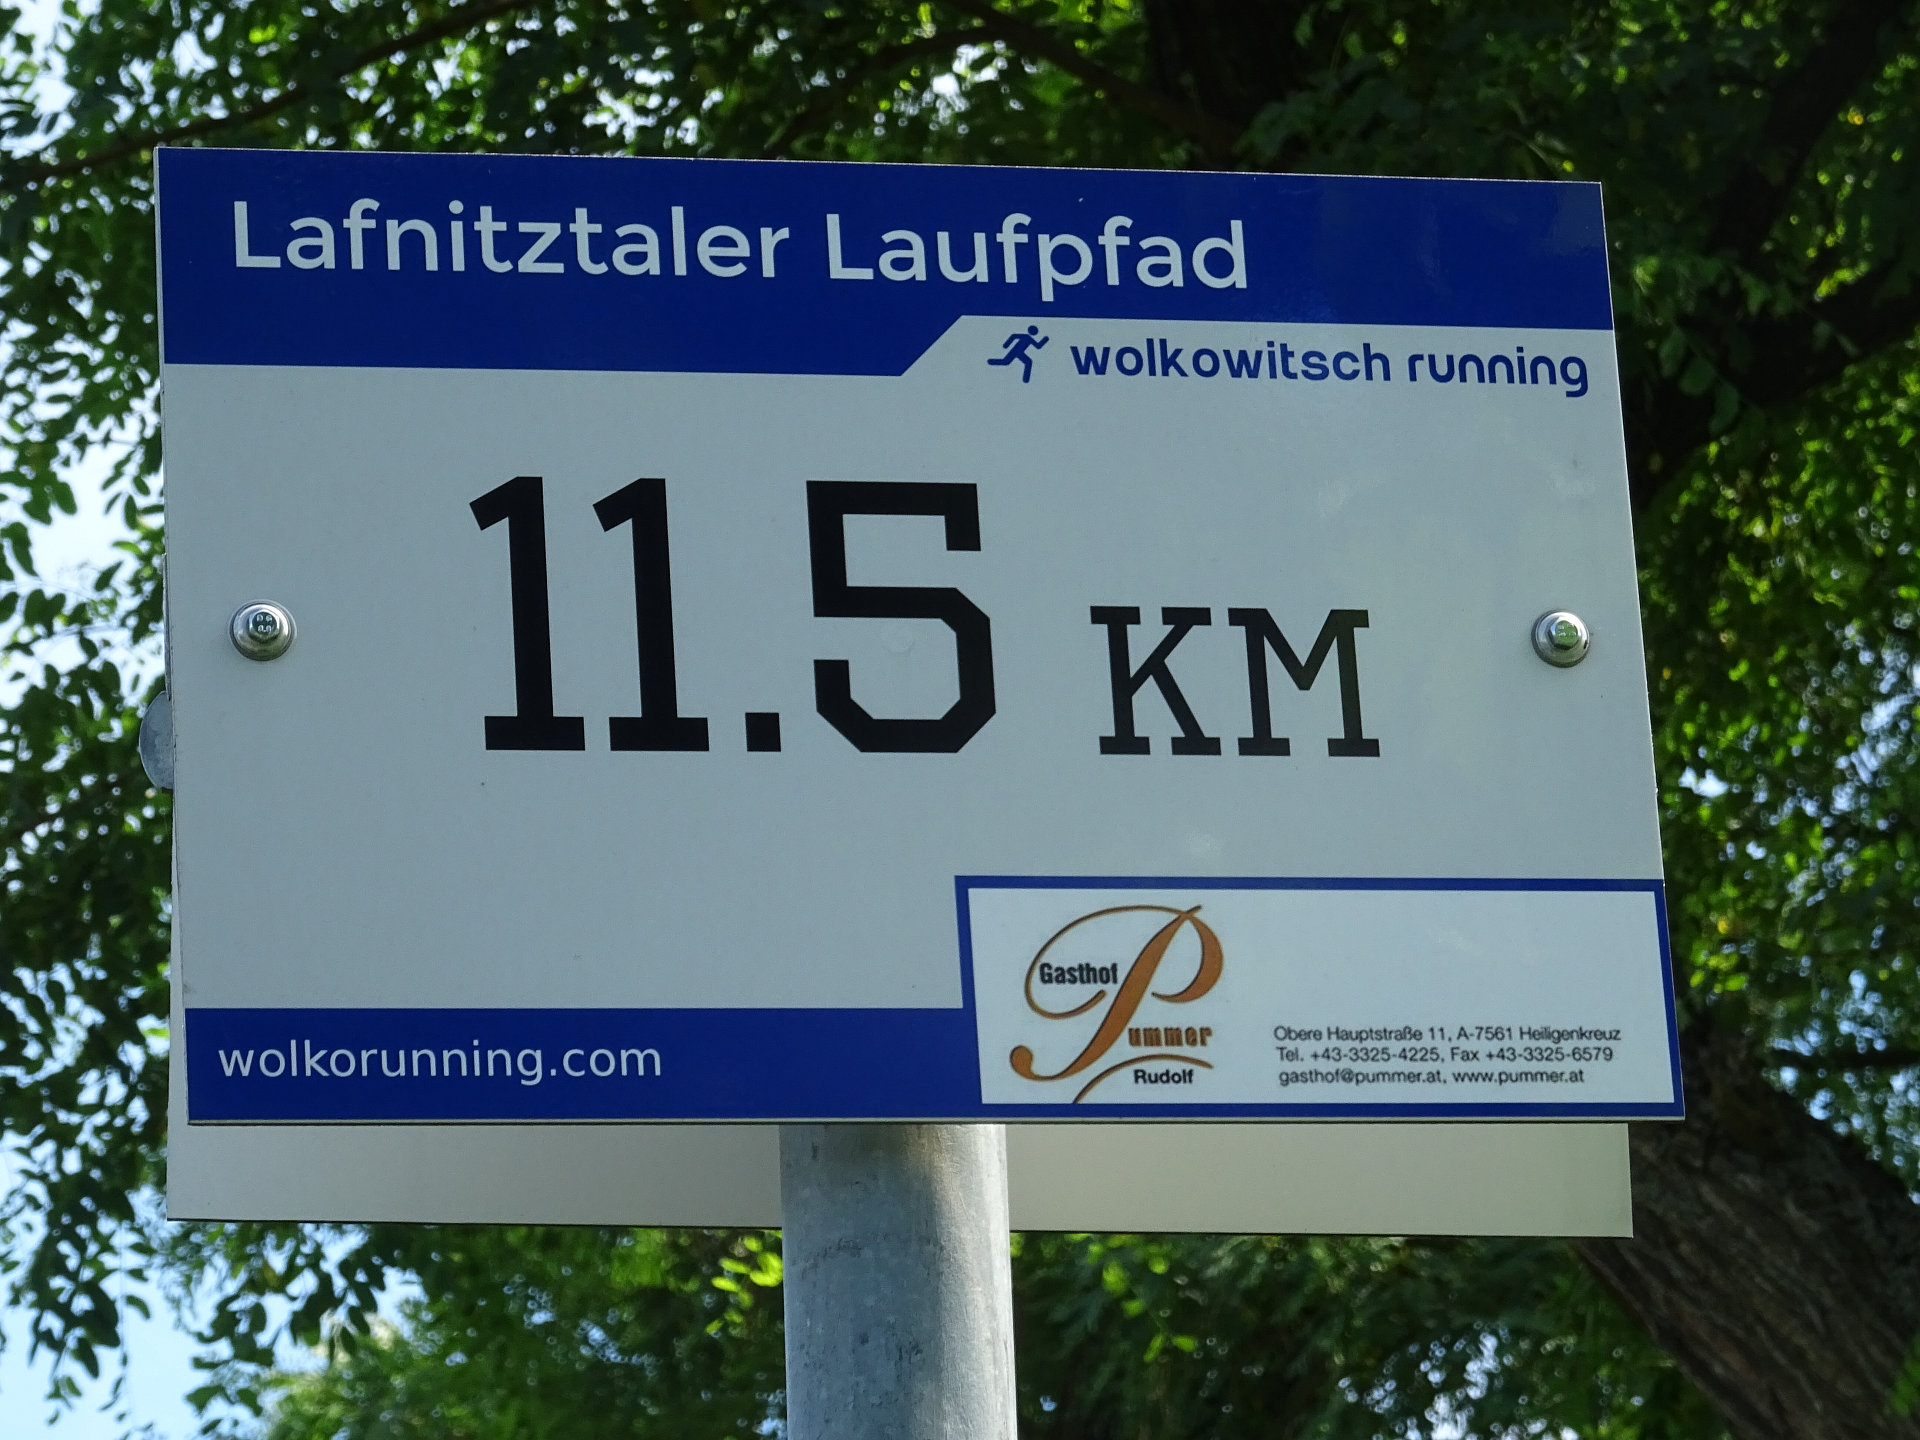 Lafnitztaler Laufpfad
wolkowitsch running
11.5 KM
wolkorunning.com
Gasthof
Pummer
Rudolf
Obere Hauptstraße 11, A-7561 Heiligenkreuz
Tel. +43-3325-4225, Fax +43-3325-6579
gasthof@pummer.at, www.pummer.at